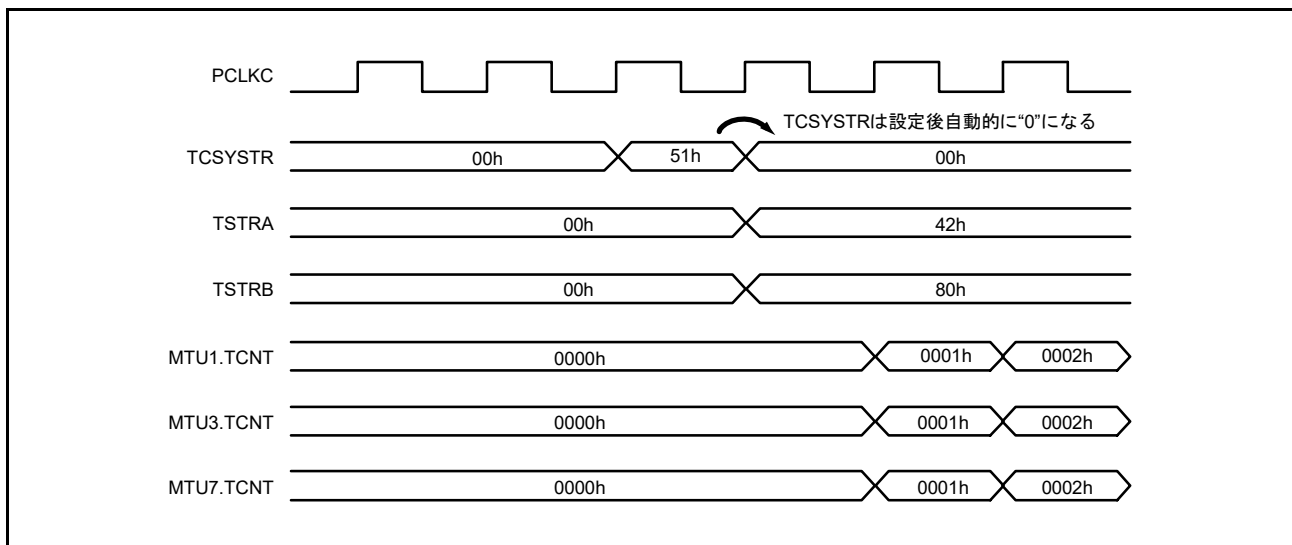 PCLKC
TCSYSTRは設定後自動的に“0”になる
TCSYSTR 00h 51h 00h
TSTRA 00h 42h
TSTRB 00h 80h
MTU1.TCNT 0000h 0001h 0002h
MTU3.TCNT 0000h 0001h 0002h
MTU7.TCNT 0000h 0001h 0002h